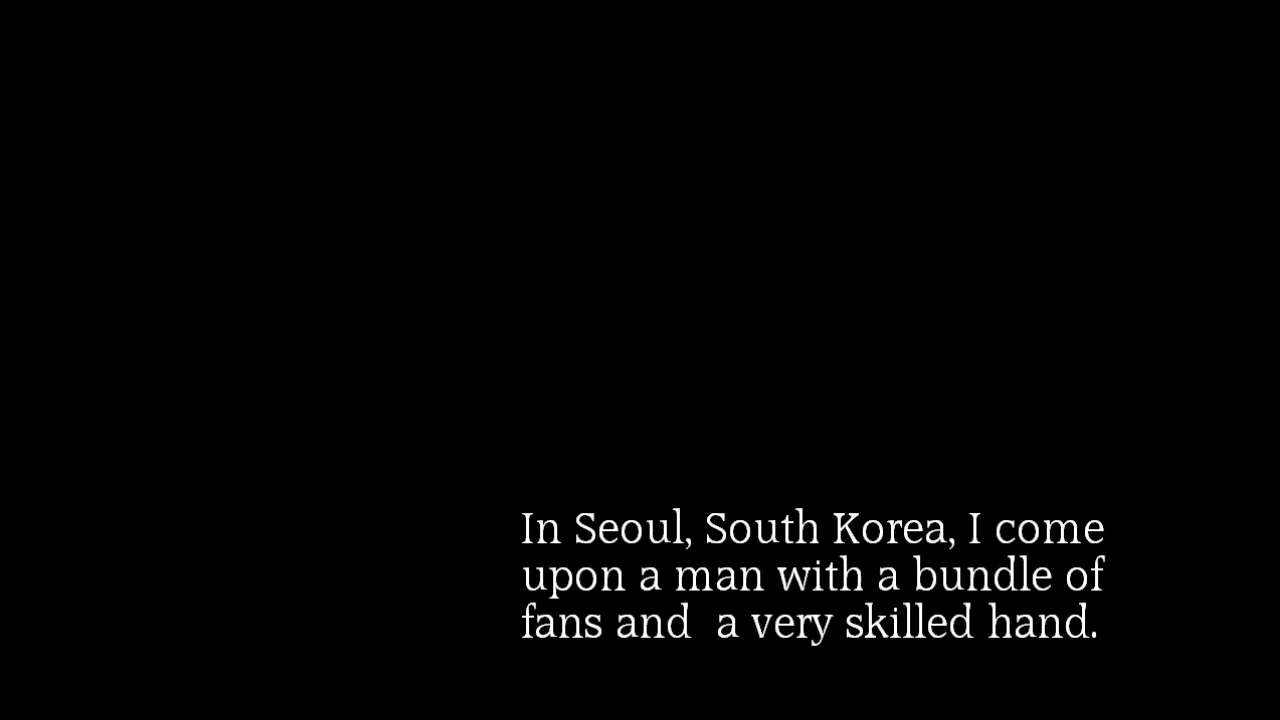 In Seoul, South Korea, I come
upon a man with a bundle of
fans and  a very skilled hand.